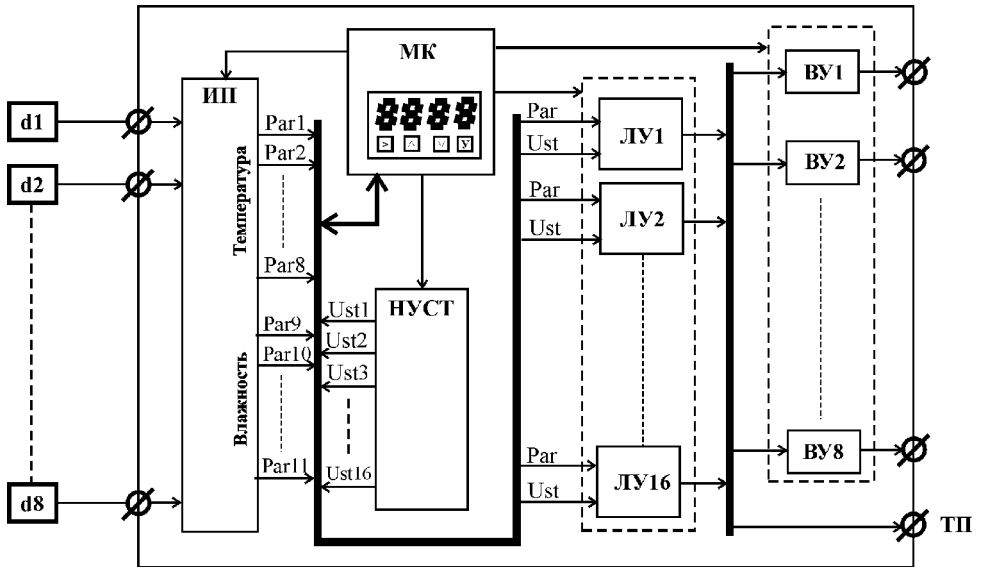 МК
ИП
8888
> ^ \/ У
d1
d2
d8
Температура
Влажность
Par1
Par2
Par8
Par9
Par10
Par11
НУСТ
Ust1
Ust2
Ust3
Ust16
Par
Ust
ЛУ1
Par
Ust
ЛУ2
Par
Ust
ЛУ16
ВУ1
ВУ2
ВУ8
ТП